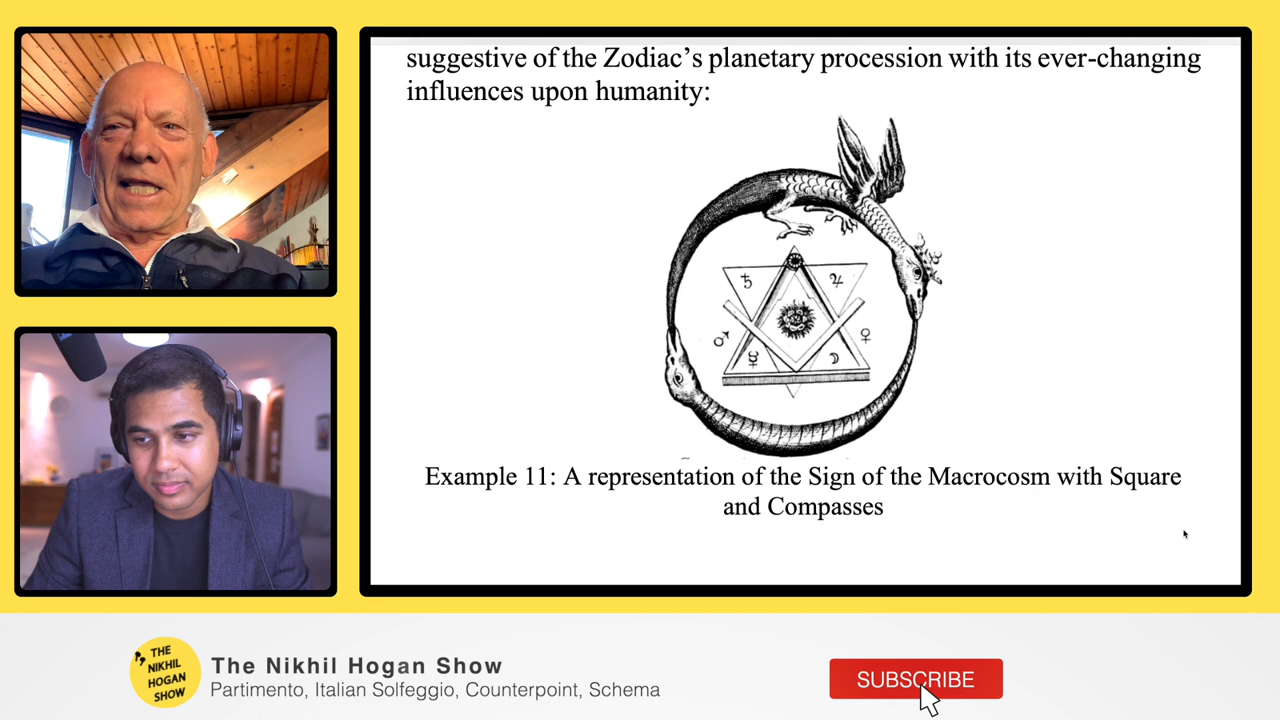 suggestive of the Zodiac’s planetary procession with its ever-changing
influences upon humanity:
♄ ♃
♂ ♀
☿ ☽
Example 11: A representation of the Sign of the Macrocosm with Square
and Compasses
THE
NIKHIL
HOGAN
SHOW
The Nikhil Hogan Show
Partimento, Italian Solfeggio, Counterpoint, Schema
SUBSCRIBE